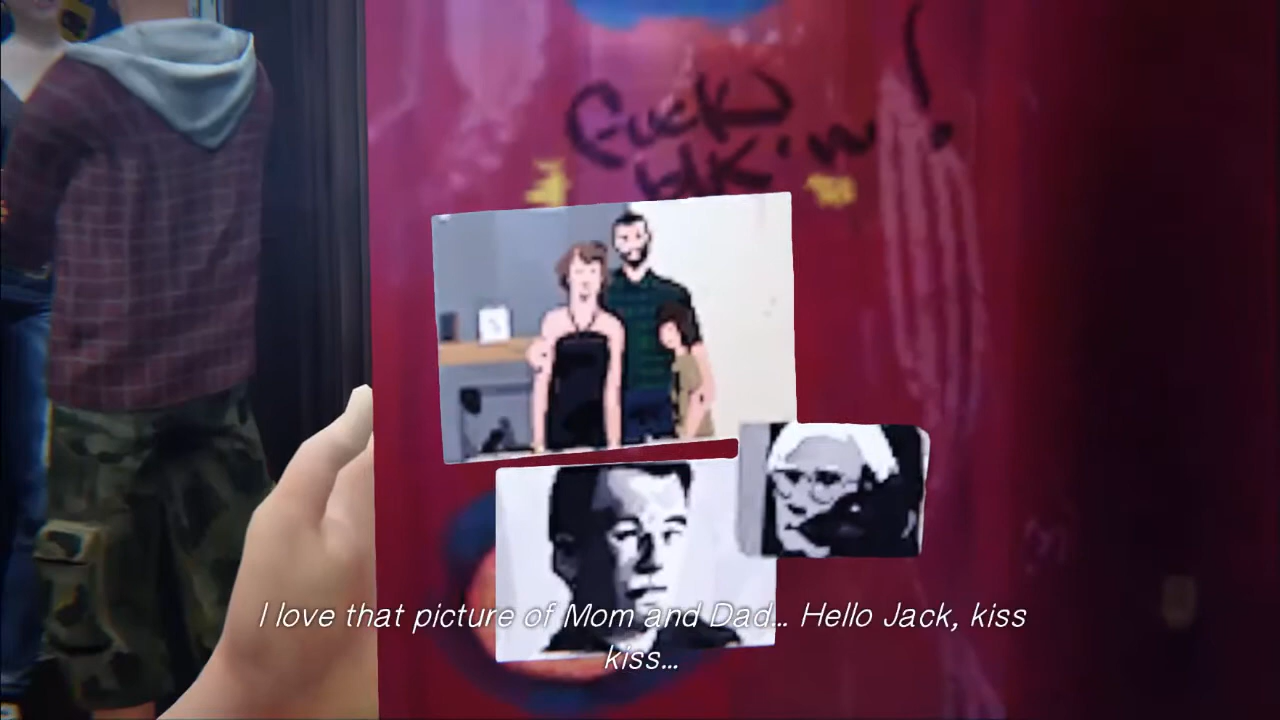 Fuck
I love that picture of Mom and Dad... Hello Jack, kiss
kiss...